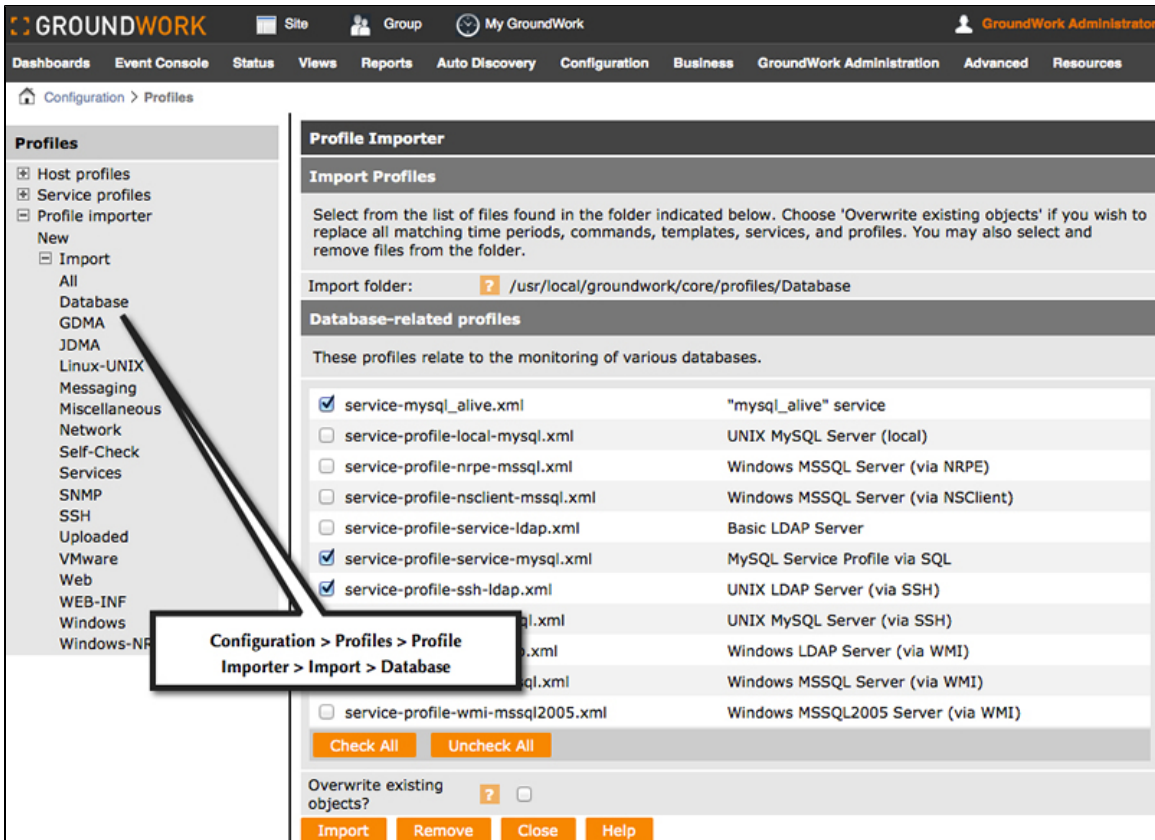 GROUNDWORK Site Group My GroundWork GroundWork Administrator
Dashboards Event Console Status Views Reports Auto Discovery Configuration Business GroundWork Administration Advanced Resources
Configuration > Profiles
Profiles
Host profiles
Service profiles
Profile importer
New
Import
All
Database
GDMA
JDMA
Linux-UNIX
Messaging
Miscellaneous
Network
Self-Check
Services
SNMP
SSH
Uploaded
VMware
Web
WEB-INF
Windows
Configuration > Profiles > Profile
Importer > Import > Database
Profile Importer
Import Profiles
Select from the list of files found in the folder indicated below. Choose 'Overwrite existing objects' if you wish to
replace all matching time periods, commands, templates, services, and profiles. You may also select and
remove files from the folder.
Import folder: ? /usr/local/groundwork/core/profiles/Database
Database-related profiles
These profiles relate to the monitoring of various databases.
service-mysql_alive.xml "mysql_alive" service
service-profile-local-mysql.xml UNIX MySQL Server (local)
service-profile-nrpe-mssql.xml Windows MSSQL Server (via NRPE)
service-profile-nsclient-mssql.xml Windows MSSQL Server (via NSClient)
service-profile-service-ldap.xml Basic LDAP Server
service-profile-service-mysql.xml MySQL Service Profile via SQL
service-profile-ssh-ldap.xml UNIX LDAP Server (via SSH)
UNIX MySQL Server (via SSH)
Windows LDAP Server (via WMI)
Windows MSSQL Server (via WMI)
service-profile-wmi-mssql2005.xml Windows MSSQL2005 Server (via WMI)
Check All Uncheck All
Overwrite existing
objects? ?
Import Remove Close Help